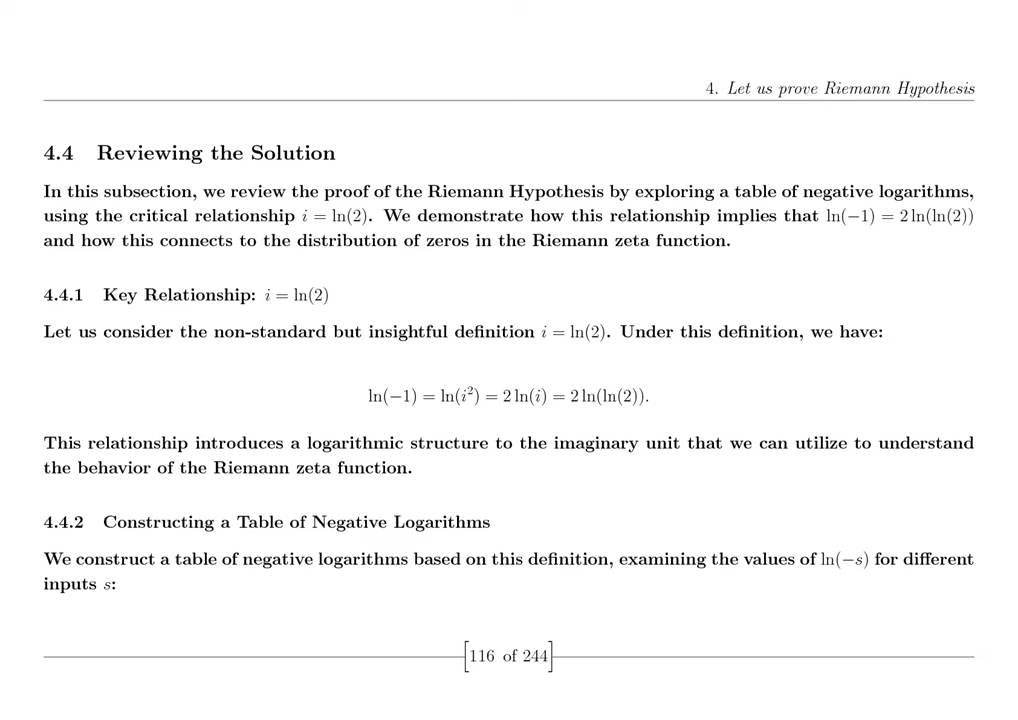 4. Let us prove Riemann Hypothesis
4.4 Reviewing the Solution
In this subsection, we review the proof of the Riemann Hypothesis by exploring a table of negative logarithms,
using the critical relationship i = ln(2). We demonstrate how this relationship implies that ln(−1) = 2 ln(ln(2))
and how this connects to the distribution of zeros in the Riemann zeta function.
4.4.1 Key Relationship: i = ln(2)
Let us consider the non-standard but insightful definition i = ln(2). Under this definition, we have:
ln(−1) = ln(i²) = 2 ln(i) = 2 ln(ln(2)).
This relationship introduces a logarithmic structure to the imaginary unit that we can utilize to understand
the behavior of the Riemann zeta function.
4.4.2 Constructing a Table of Negative Logarithms
We construct a table of negative logarithms based on this definition, examining the values of ln(−s) for different
inputs s:
[116 of 244]